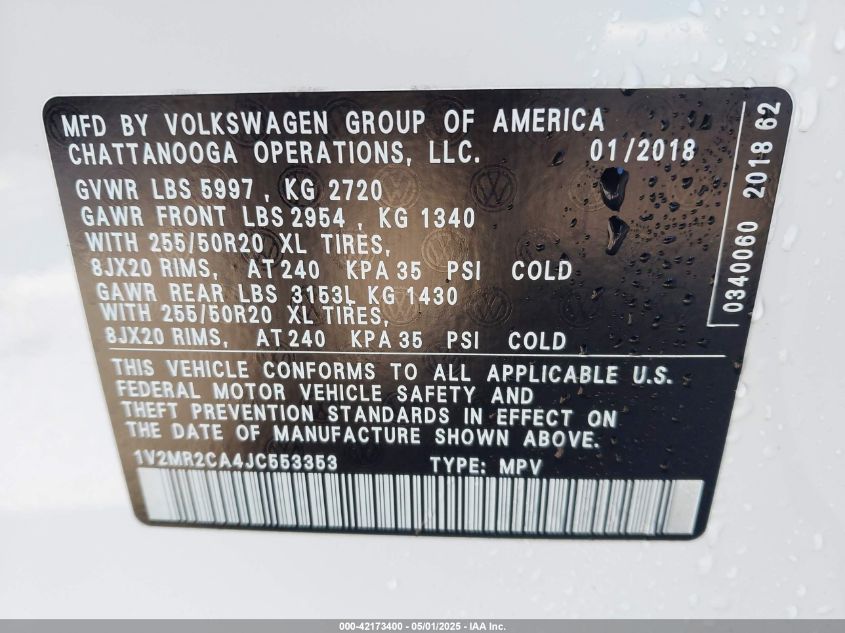 MFD BY VOLKSWAGEN GROUP OF AMERICA
CHATTANOOGA OPERATIONS, LLC. 01/2018
GVWR LBS 5997, KG 2720
GAWR FRONT LBS 2954, KG 1340
WITH 255/50R20 XL TIRES,
8JX20 RIMS, AT 240 KPA 35 PSI COLD
GAWR REAR LBS 3153L KG 1430
WITH 255/50R20 XL TIRES,
8JX20 RIMS, AT 240 KPA 35 PSI COLD
THIS VEHICLE CONFORMS TO ALL APPLICABLE U.S.
FEDERAL MOTOR VEHICLE SAFETY AND
THEFT PREVENTION STANDARDS IN EFFECT ON
THE DATE OF MANUFACTURE SHOWN ABOVE.
1V2MR2CA4JC553353 TYPE: MPV
0340060 2018 62
000-42173400 - 05/01/2025 - IAA Inc.